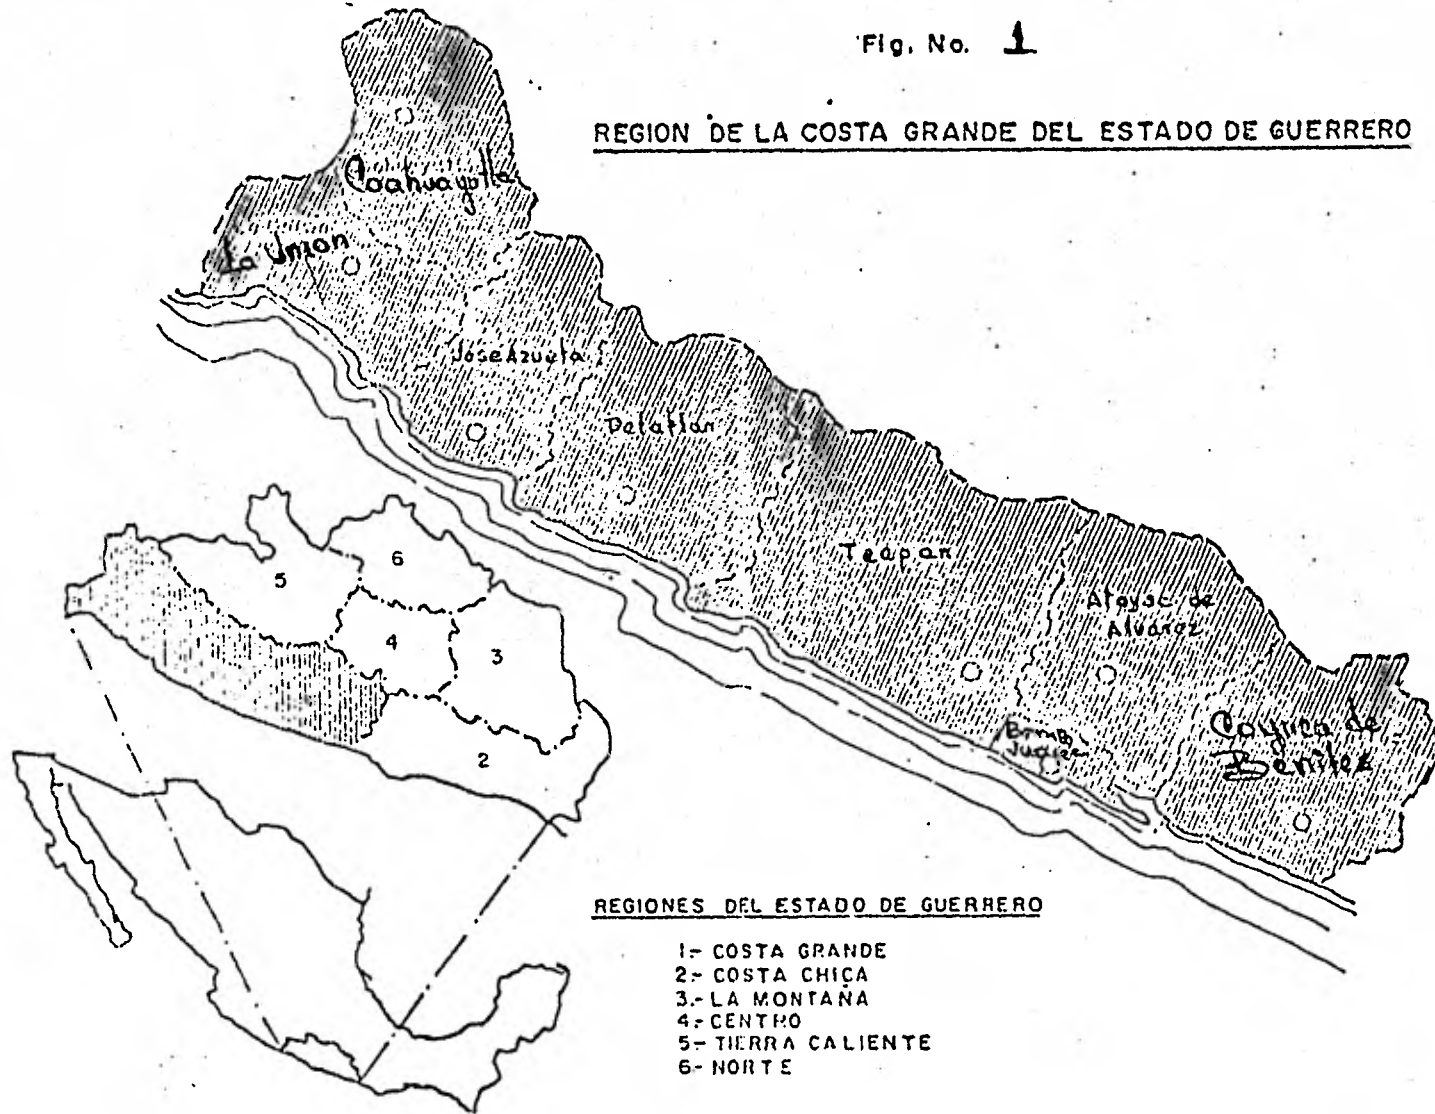 Fig. No. 1
REGION DE LA COSTA GRANDE DEL ESTADO DE GUERRERO
Coahuayutla
La Union
Jose Azueta
Petatlan
Tecpan
Atoyac de
Alvarez
Juarez
Coyuca de
Benitez
5
6
4
3
2
REGIONES DEL ESTADO DE GUERRERO
1.- COSTA GRANDE
2.- COSTA CHICA
3.- LA MONTAÑA
4.- CENTRO
5.- TIERRA CALIENTE
6.- NORTE